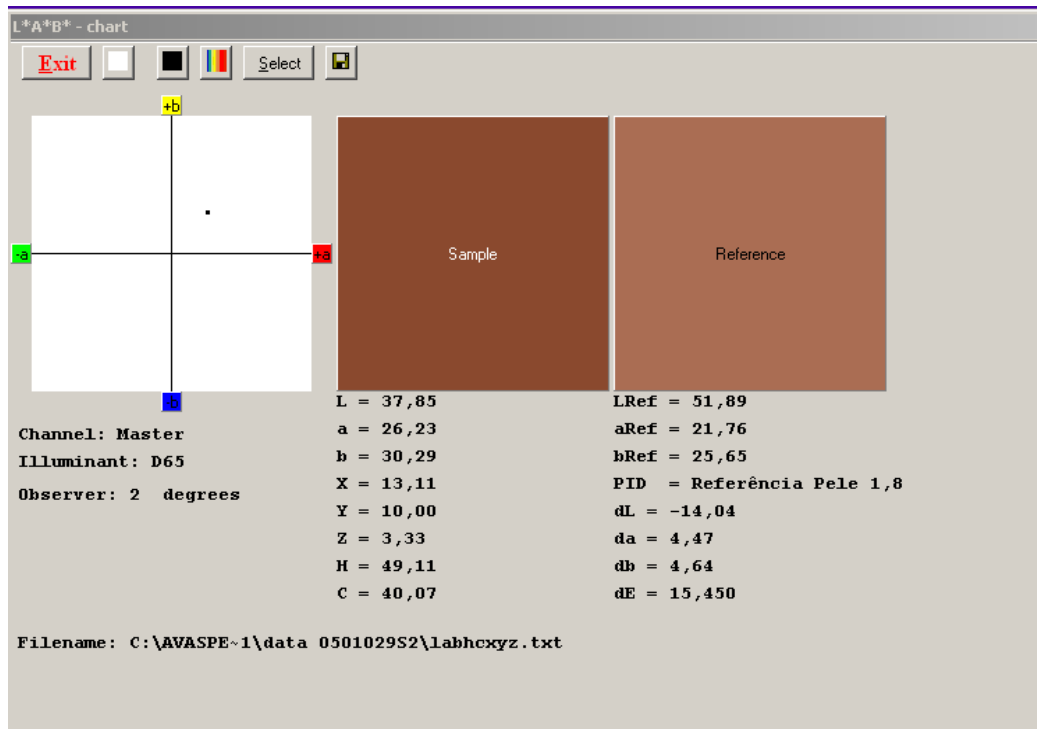 L*A*B* - chart
Exit
Select
+b
-a
+a
-b
Sample
Reference
Channel: Master
Illuminant: D65
Observer: 2 degrees
L = 37,85
a = 26,23
b = 30,29
X = 13,11
Y = 10,00
Z = 3,33
H = 49,11
C = 40,07
LRef = 51,89
aRef = 21,76
bRef = 25,65
PID = Referência Pele 1,8
dL = -14,04
da = 4,47
db = 4,64
dE = 15,450
Filename: C:\AVASPE~1\data 0501029S2\labhcxyz.txt